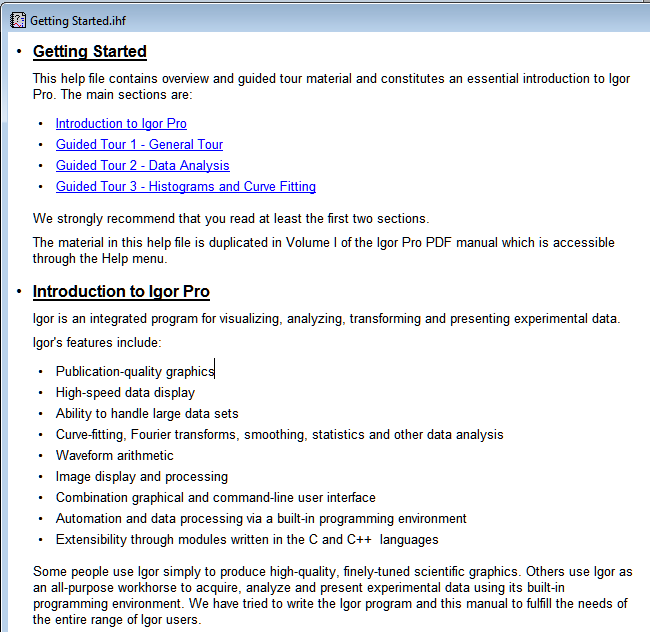 Getting Started.ihf
• Getting Started
This help file contains overview and guided tour material and constitutes an essential introduction to Igor
Pro. The main sections are:
• Introduction to Igor Pro
• Guided Tour 1 - General Tour
• Guided Tour 2 - Data Analysis
• Guided Tour 3 - Histograms and Curve Fitting
We strongly recommend that you read at least the first two sections.
The material in this help file is duplicated in Volume I of the Igor Pro PDF manual which is accessible
through the Help menu.
• Introduction to Igor Pro
Igor is an integrated program for visualizing, analyzing, transforming and presenting experimental data.
Igor's features include:
• Publication-quality graphics
• High-speed data display
• Ability to handle large data sets
• Curve-fitting, Fourier transforms, smoothing, statistics and other data analysis
• Waveform arithmetic
• Image display and processing
• Combination graphical and command-line user interface
• Automation and data processing via a built-in programming environment
• Extensibility through modules written in the C and C++  languages
Some people use Igor simply to produce high-quality, finely-tuned scientific graphics. Others use Igor as
an all-purpose workhorse to acquire, analyze and present experimental data using its built-in
programming environment. We have tried to write the Igor program and this manual to fulfill the needs of
the entire range of Igor users.